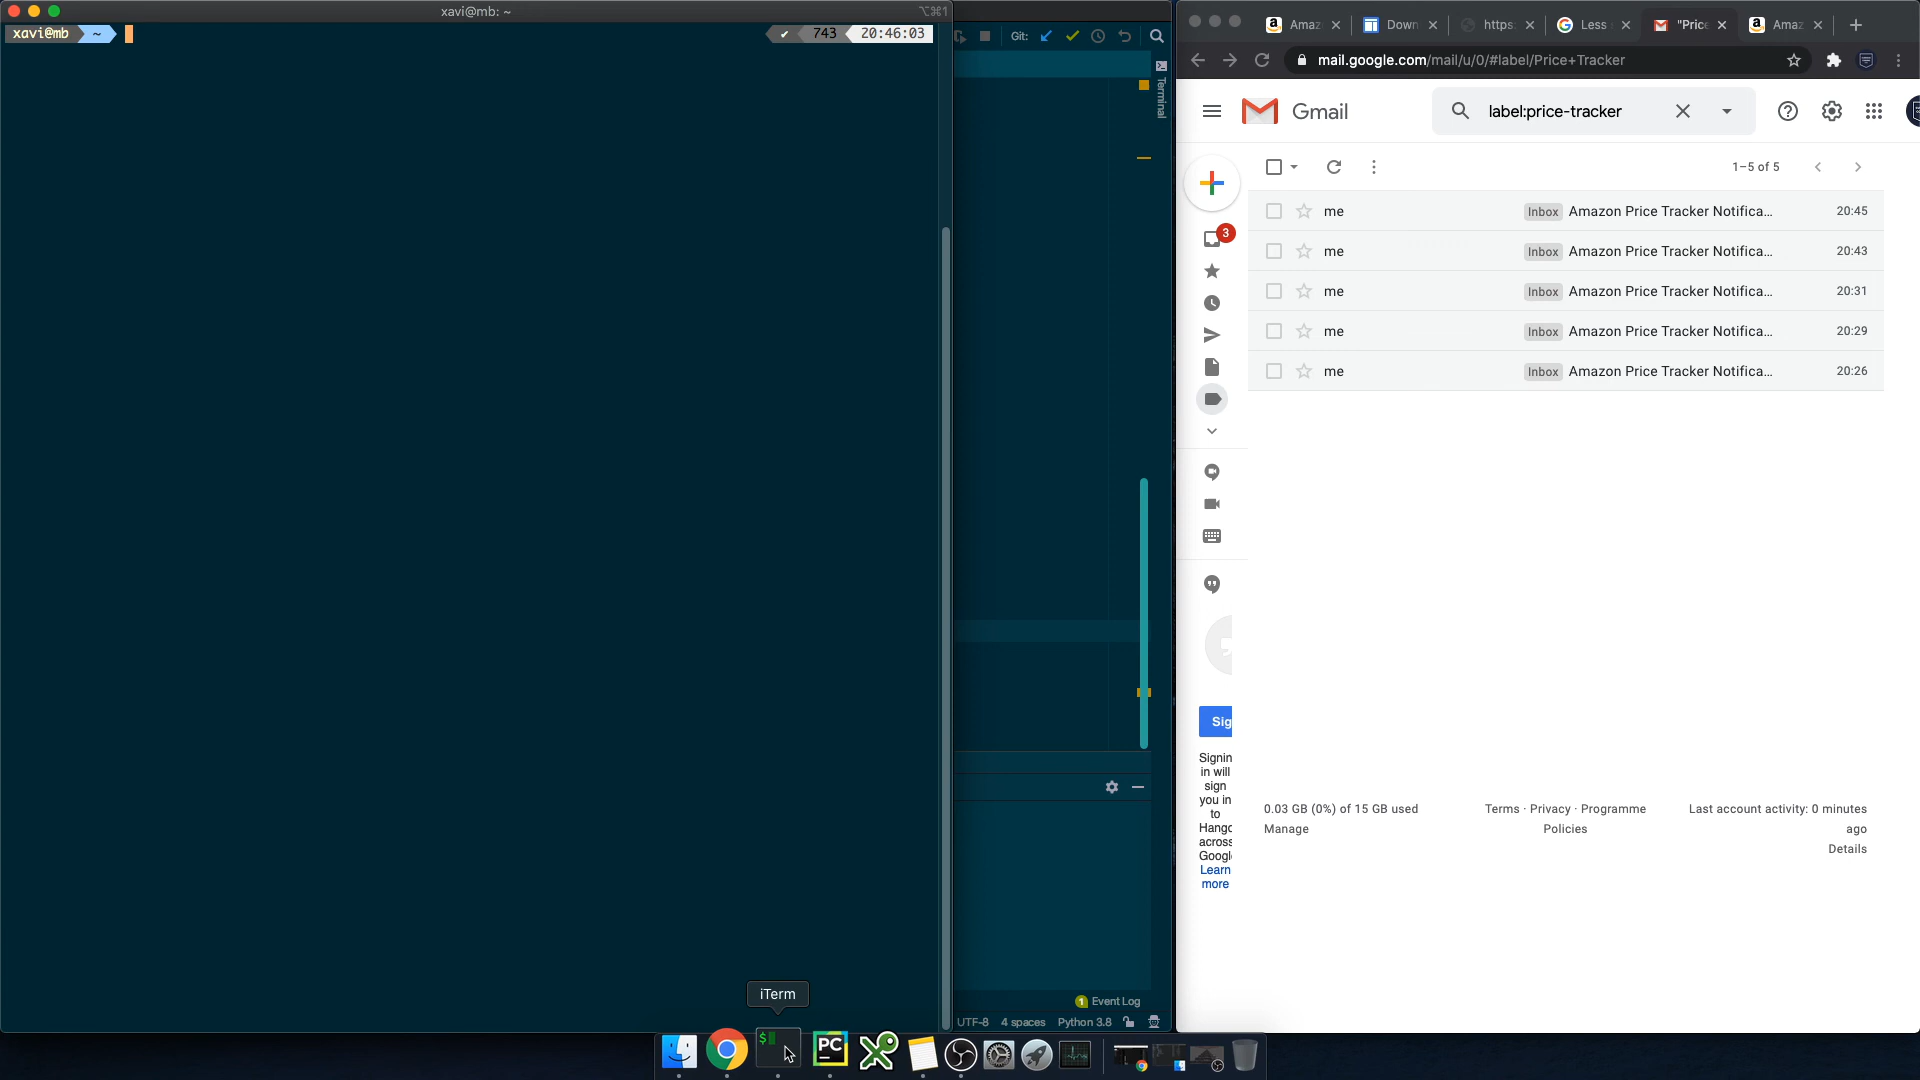 xavi@mb: ~
⌥⌘1
xavi@mb ~
✔ 743 20:46:03
Git:
Terminal
Event Log
1
UTF-8 4 spaces Python 3.8
iTerm
$
PC
Amaz
Down
https:
Less
"Price
Amaz
mail.google.com/mail/u/0/#label/Price+Tracker
Gmail
label:price-tracker
1–5 of 5
3
me Inbox Amazon Price Tracker Notifica... 20:45
me Inbox Amazon Price Tracker Notifica... 20:43
me Inbox Amazon Price Tracker Notifica... 20:31
me Inbox Amazon Price Tracker Notifica... 20:29
me Inbox Amazon Price Tracker Notifica... 20:26
Sig
Signin
in will
sign
you in
to
Hango
across
Googl
Learn
more
0.03 GB (0%) of 15 GB used
Manage
Terms · Privacy · Programme
Policies
Last account activity: 0 minutes
ago
Details